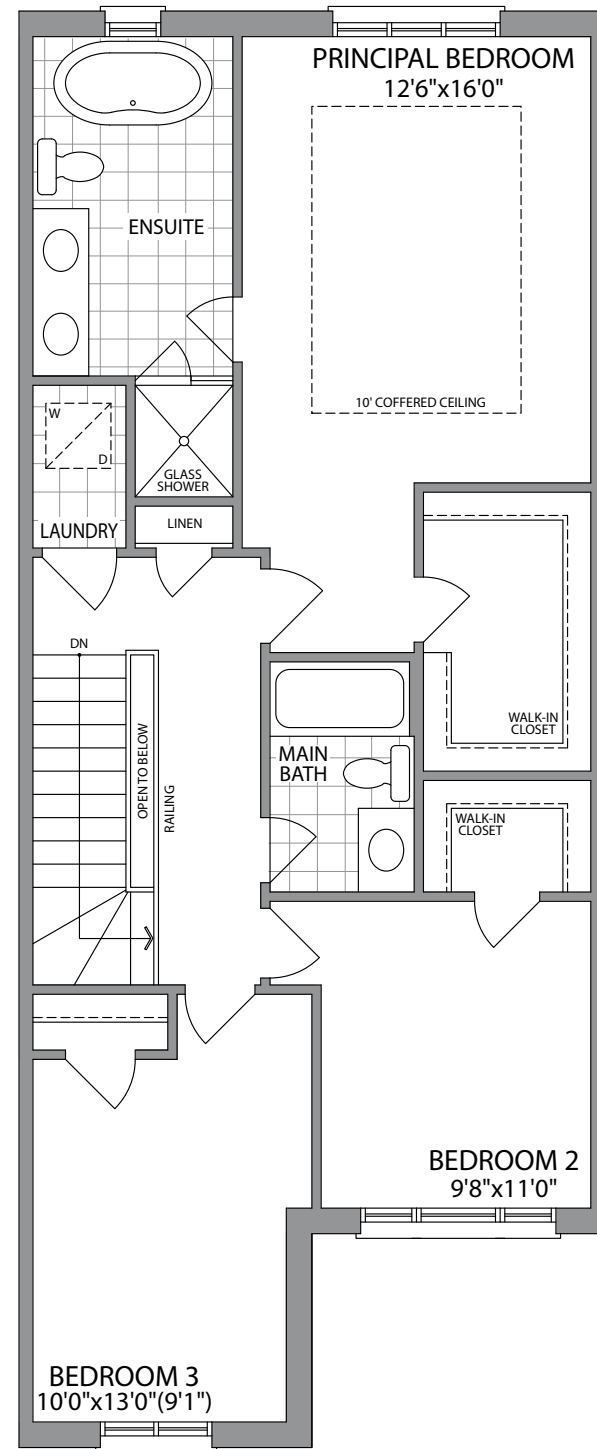 PRINCIPAL BEDROOM
12'6"x16'0"
ENSUITE
10' COFFERED CEILING
W
D
GLASS
SHOWER
LAUNDRY
LINEN
DN
OPEN TO BELOW
RAILING
MAIN
BATH
WALK-IN
CLOSET
WALK-IN
CLOSET
BEDROOM 2
9'8"x11'0"
BEDROOM 3
10'0"x13'0"(9'1")